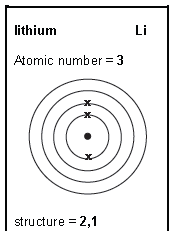 lithium Li
Atomic number = 3
x
x
x
structure = 2,1